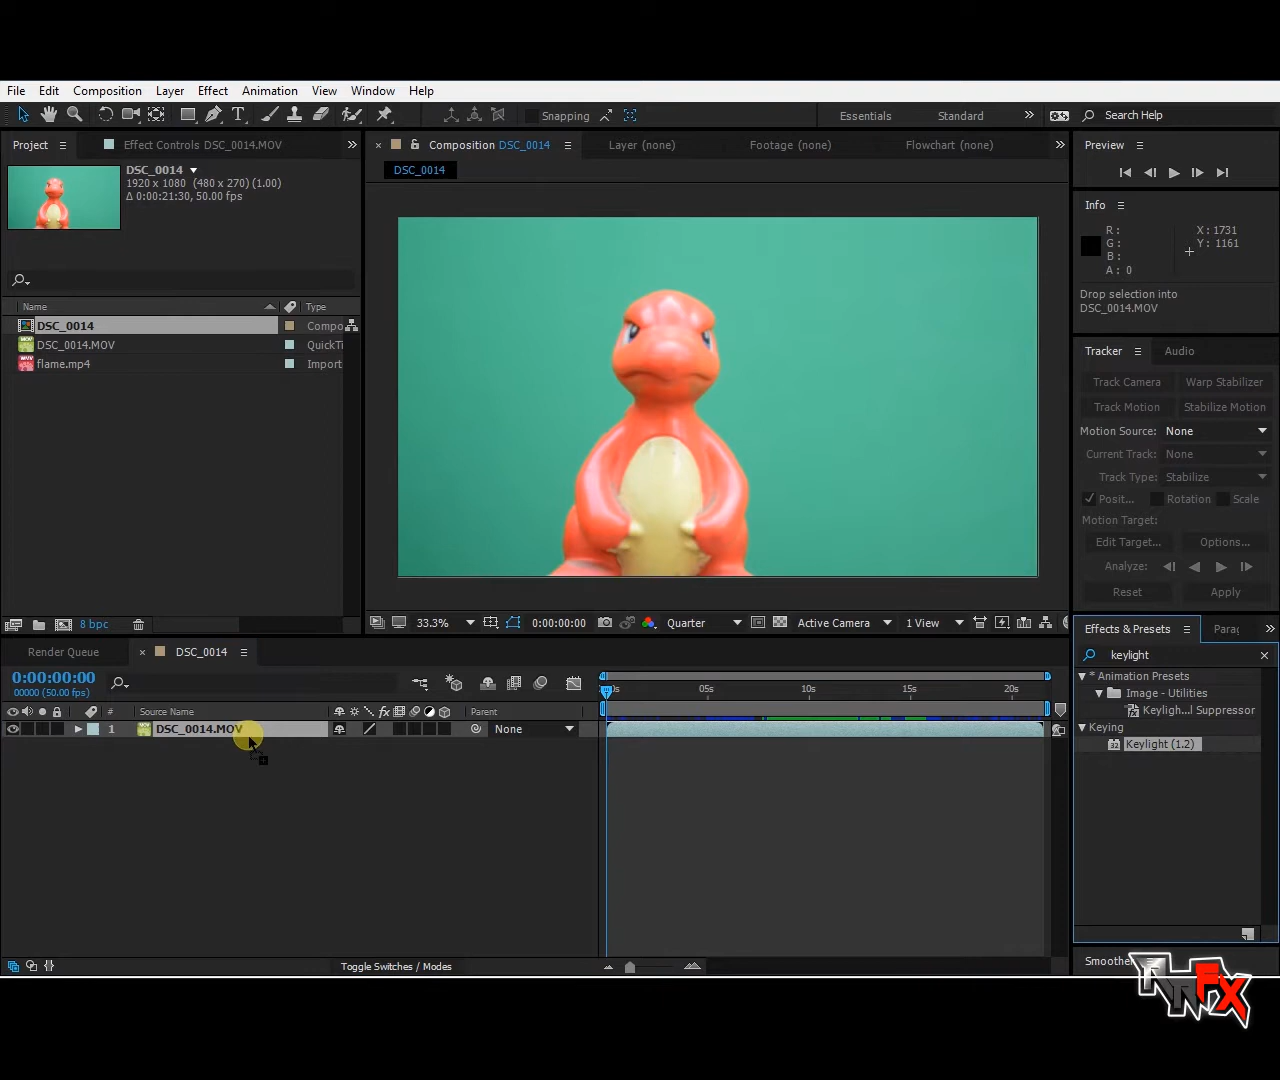 File Edit Composition Layer Effect Animation View Window Help
Snapping Essentials Standard Search Help
Project Effect Controls DSC_0014.MOV Composition DSC_0014 Layer (none) Footage (none) Flowchart (none) Preview
DSC_0014
1920 x 1080 (480 x 270) (1.00)
Δ 0:00:21:30, 50.00 fps
DSC_0014
Info
R :
G :
B :
A : 0
X : 1731
Y : 1161
Drop selection into
DSC_0014.MOV
Name Type
DSC_0014 Compo
DSC_0014.MOV QuickTi
flame.mp4 Import
Tracker Audio
Track Camera Warp Stabilizer
Track Motion Stabilize Motion
Motion Source: None
Current Track: None
Track Type: Stabilize
Posit... Rotation Scale
Motion Target:
Edit Target... Options...
Analyze:
Reset Apply
8 bpc 33.3% 0:00:00:00 Quarter Active Camera 1 View
Effects & Presets Parag
keylight
* Animation Presets
Image - Utilities
Keyligh...l Suppressor
Keying
32 Keylight (1.2)
Render Queue DSC_0014
0:00:00:00
00000 (50.00 fps)
05s 10s 15s 20s
# Source Name fx Parent
1 DSC_0014.MOV None
Toggle Switches / Modes
Smoother